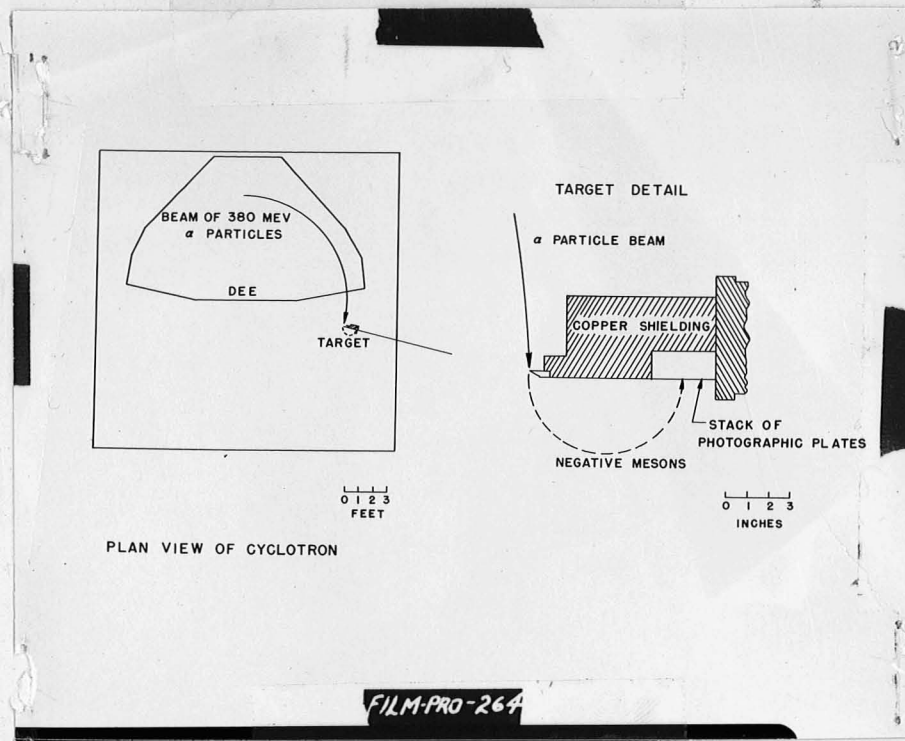 BEAM OF 380 MEV
α PARTICLES
DEE
TARGET
0 1 2 3
FEET
PLAN VIEW OF CYCLOTRON
TARGET DETAIL
α PARTICLE BEAM
COPPER SHIELDING
STACK OF
PHOTOGRAPHIC PLATES
NEGATIVE MESONS
0 1 2 3
INCHES
FILM-PRO-264